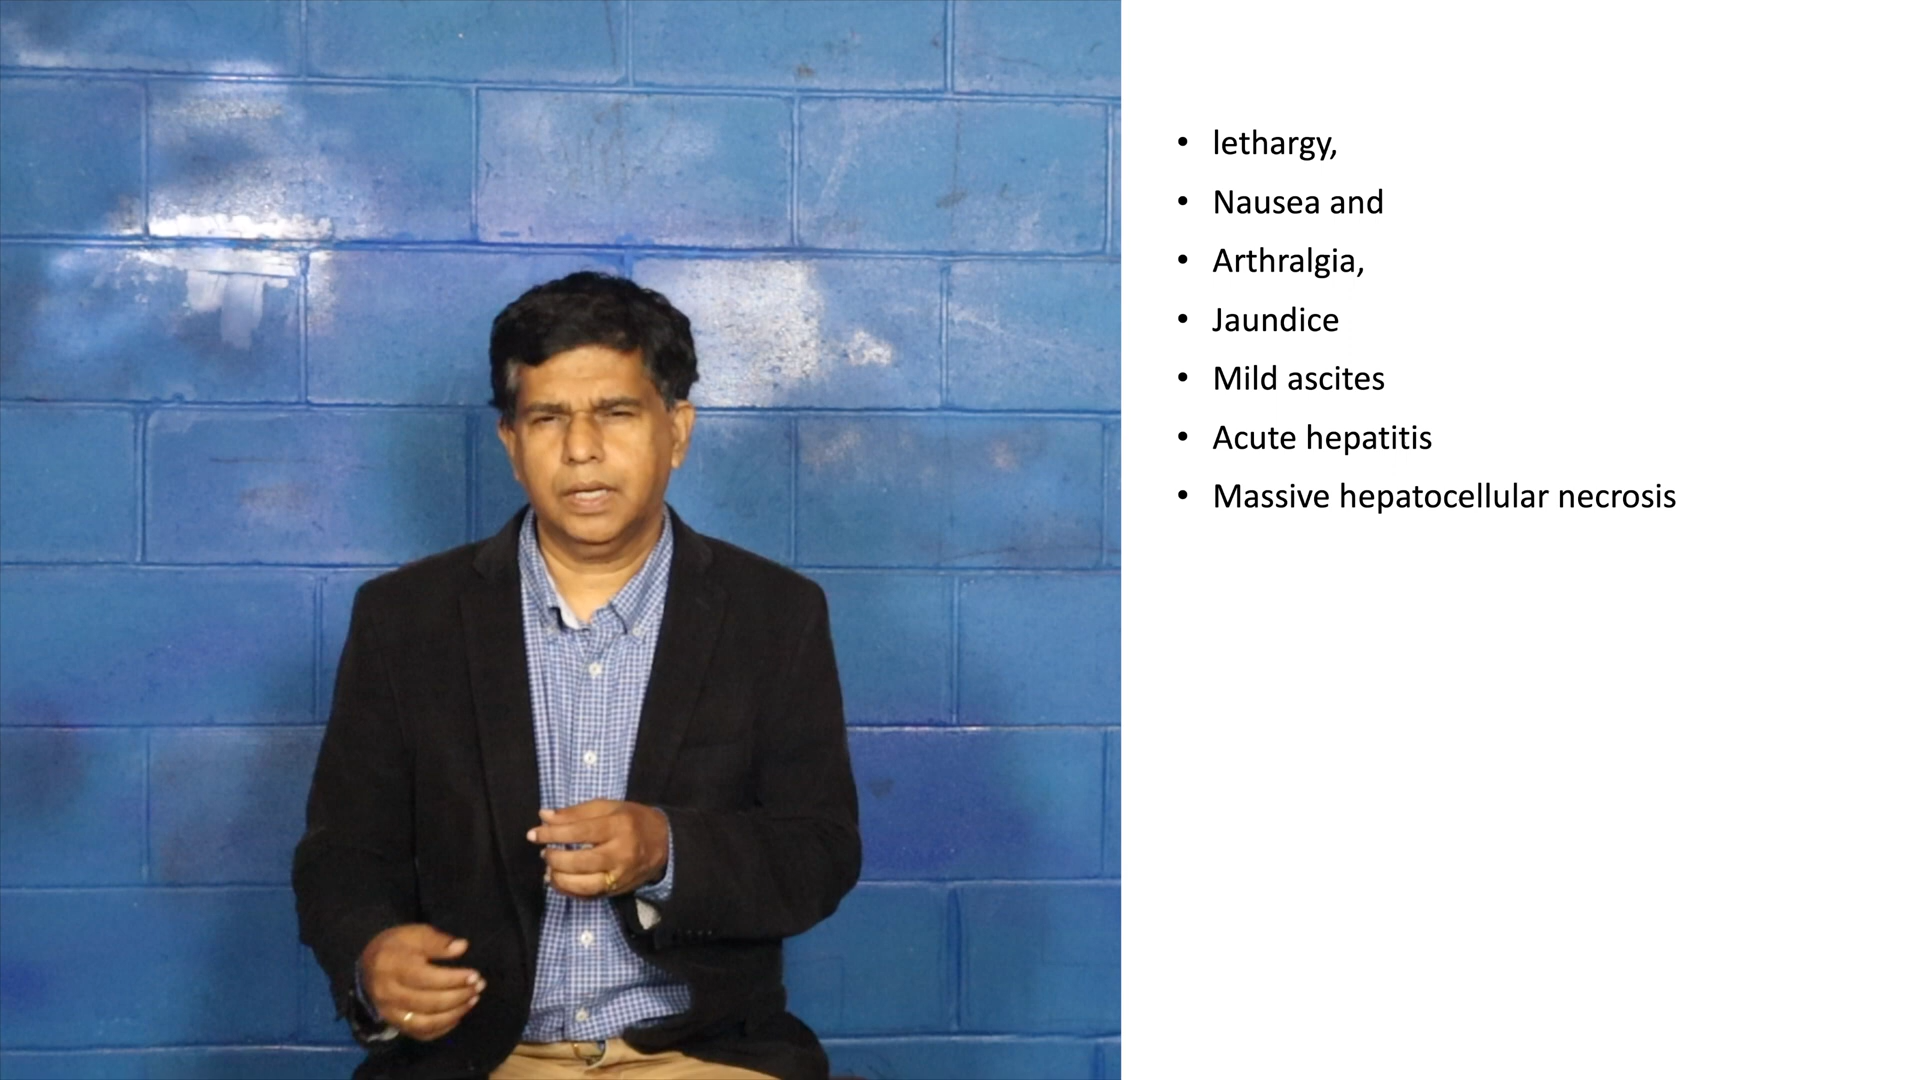 • lethargy,
• Nausea and
• Arthralgia,
• Jaundice
• Mild ascites
• Acute hepatitis
• Massive hepatocellular necrosis